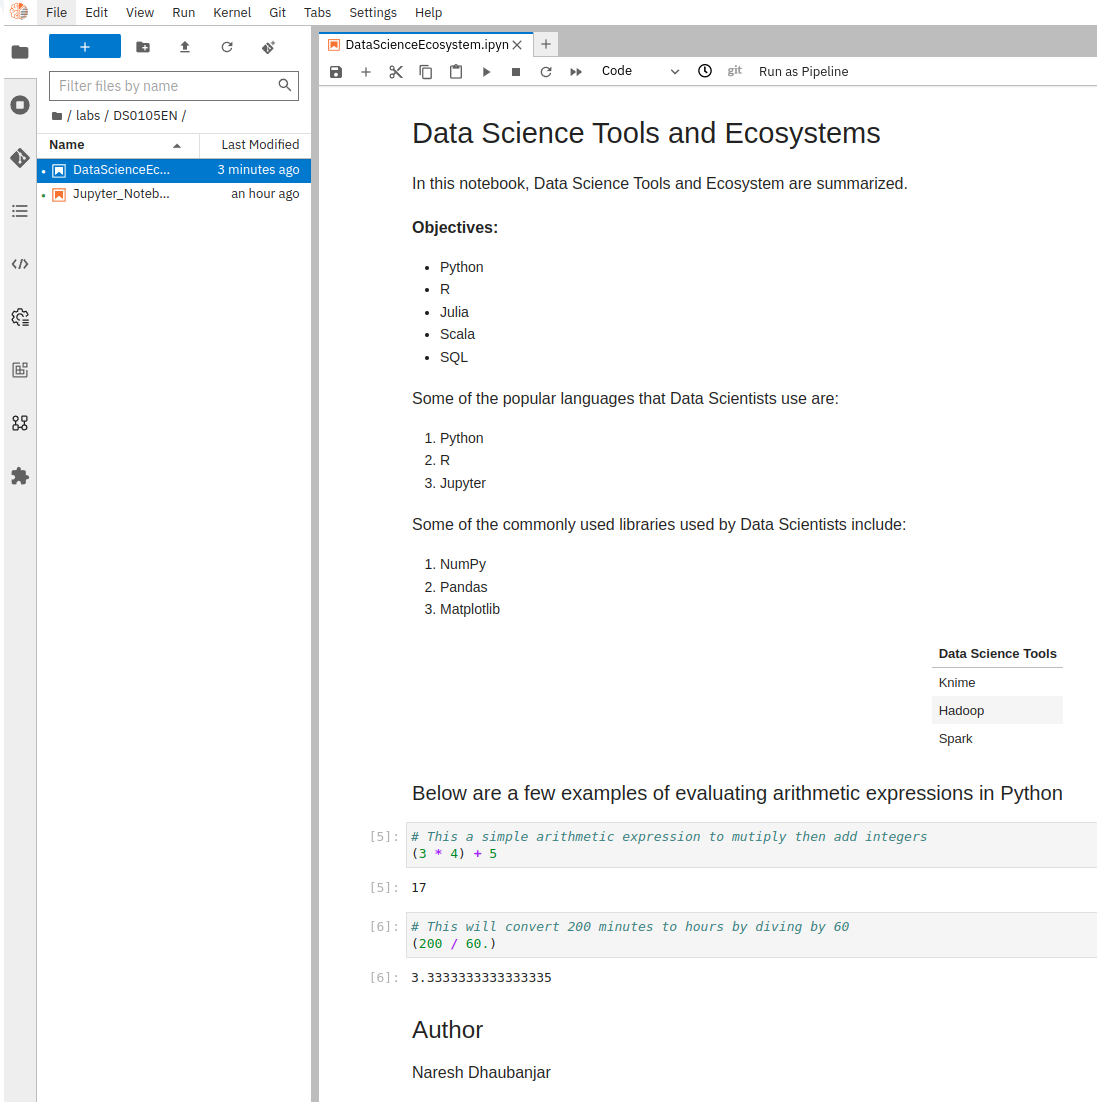 File Edit View Run Kernel Git Tabs Settings Help
DataScienceEcosystem.ipyn
Code
git
Run as Pipeline
Filter files by name
/ labs / DS0105EN /
Name Last Modified
DataScienceEc... 3 minutes ago
Jupyter_Noteb... an hour ago
Data Science Tools and Ecosystems
In this notebook, Data Science Tools and Ecosystem are summarized.
Objectives:
• Python
• R
• Julia
• Scala
• SQL
Some of the popular languages that Data Scientists use are:
1. Python
2. R
3. Jupyter
Some of the commonly used libraries used by Data Scientists include:
1. NumPy
2. Pandas
3. Matplotlib
Data Science Tools
Knime
Hadoop
Spark
Below are a few examples of evaluating arithmetic expressions in Python
[5]: # This a simple arithmetic expression to mutiply then add integers
(3 * 4) + 5
[5]: 17
[6]: # This will convert 200 minutes to hours by diving by 60
(200 / 60.)
[6]: 3.3333333333333335
Author
Naresh Dhaubanjar